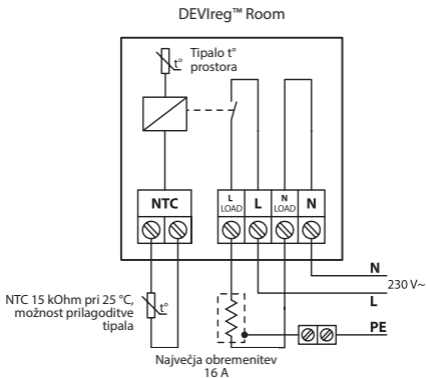 DEVIreg™ Room
Tipalo t°
prostora
t°
NTC
L
LOAD
L
N
LOAD
N
N
230 V~
L
NTC 15 kOhm pri 25 °C,
možnost prilagoditve
tipala
t°
PE
Največja obremenitev
16 A